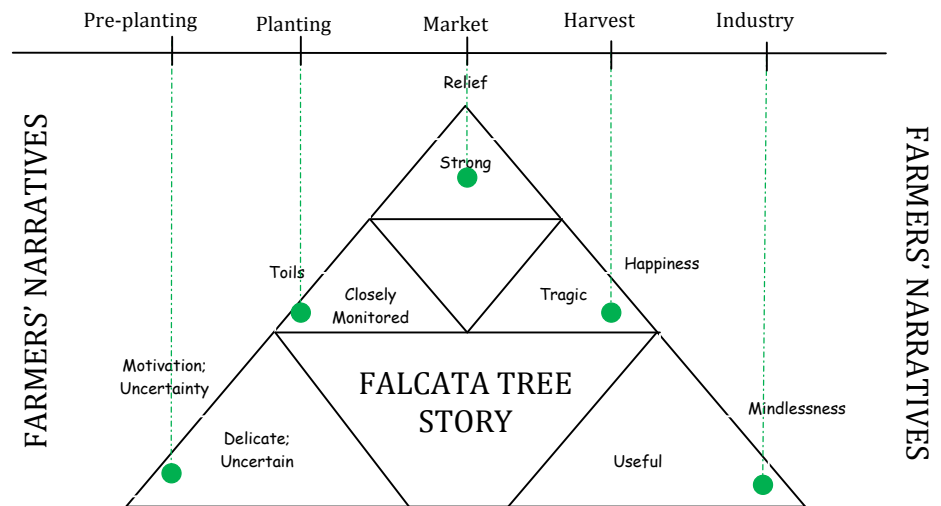 Pre-planting
Planting
Market
Harvest
Industry
Relief
Strong
FARMERS’ NARRATIVES
FARMERS’ NARRATIVES
Toils
Closely
Monitored
Tragic
Happiness
Motivation;
Uncertainty
FALCATA TREE
STORY
Mindlessness
Delicate;
Uncertain
Useful